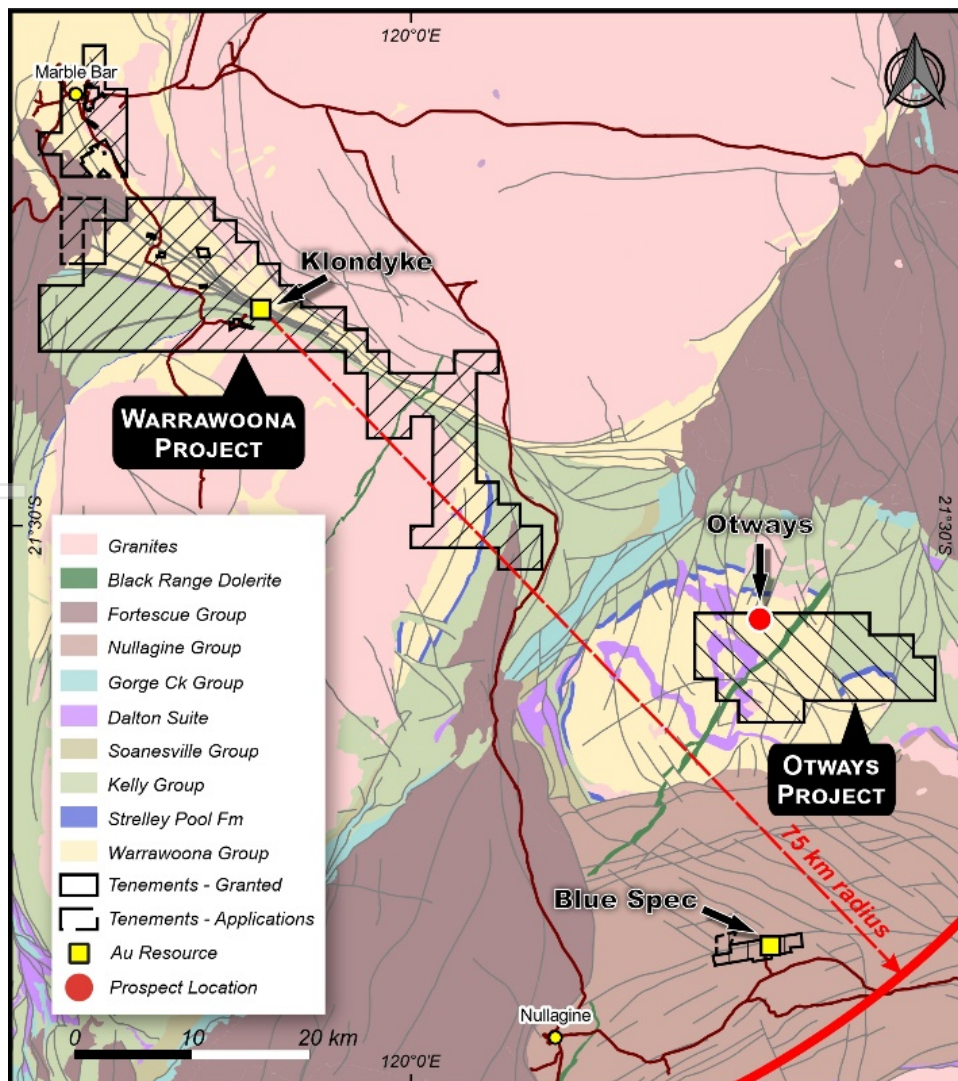 120°0'E
Marble Bar
Klondyke
WARRAWOONA
PROJECT
21°30'S
21°30'S
Otways
OTWAYS
PROJECT
75 km radius
Blue Spec
Nullagine
Granites
Black Range Dolerite
Fortescue Group
Nullagine Group
Gorge Ck Group
Dalton Suite
Soanesville Group
Kelly Group
Strelley Pool Fm
Warrawoona Group
Tenements - Granted
Tenements - Applications
Au Resource
Prospect Location
0 10 20 km
120°0'E